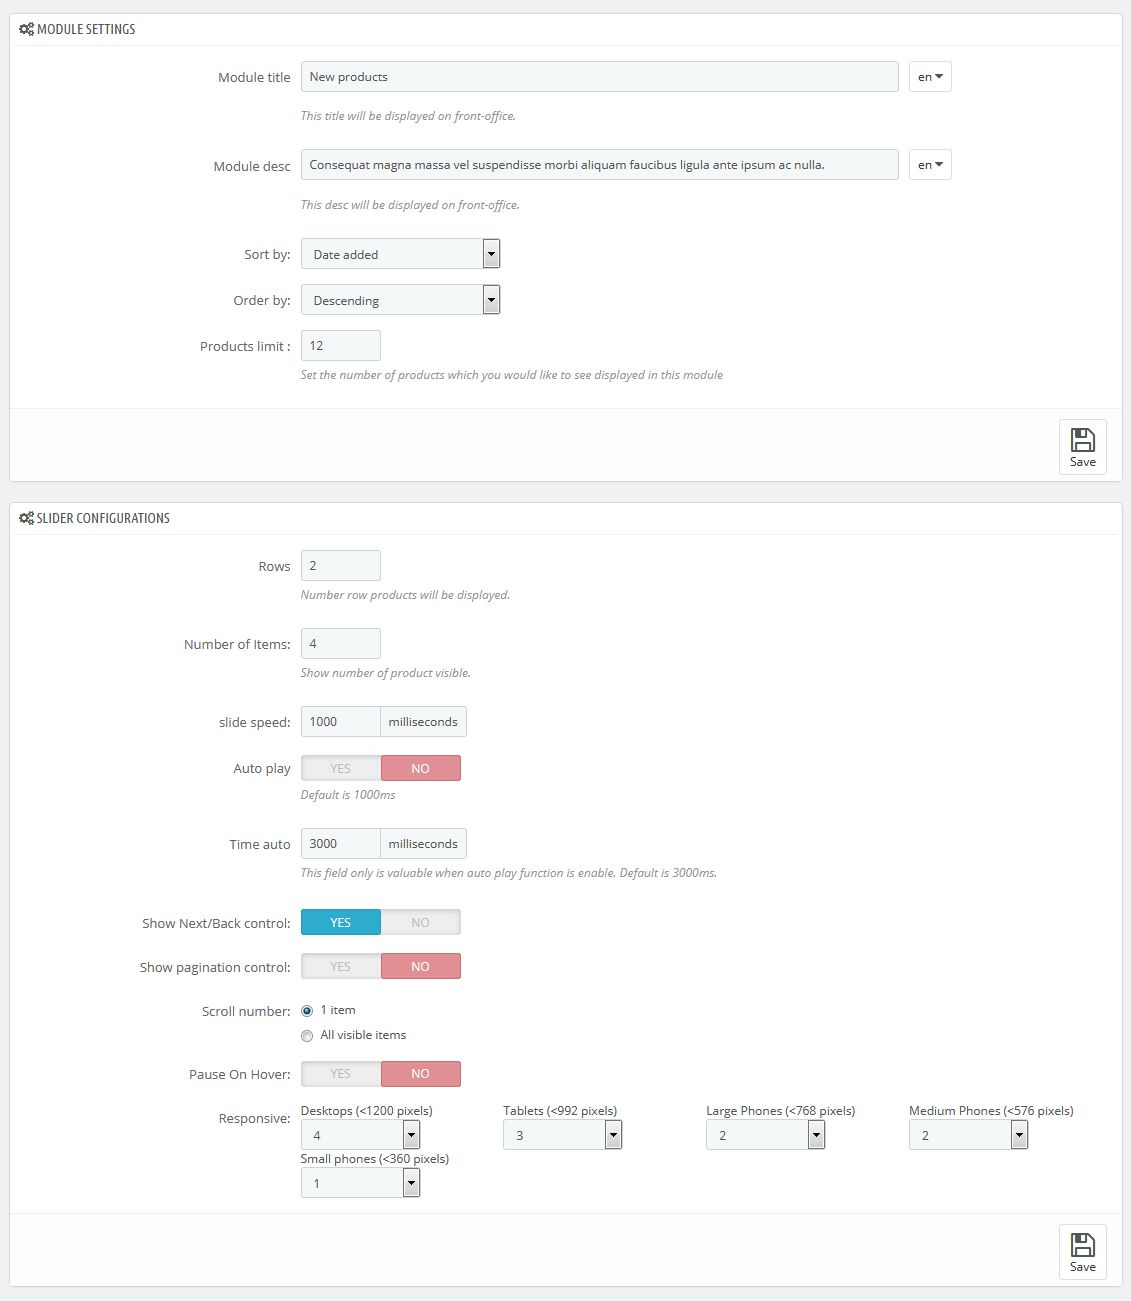 MODULE SETTINGS
Module title New products en
This title will be displayed on front-office.
Module desc Consequat magna massa vel suspendisse morbi aliquam faucibus ligula ante ipsum ac nulla. en
This desc will be displayed on front-office.
Sort by: Date added
Order by: Descending
Products limit : 12
Set the number of products which you would like to see displayed in this module
Save
SLIDER CONFIGURATIONS
Rows 2
Number row products will be displayed.
Number of Items: 4
Show number of product visible.
slide speed: 1000 milliseconds
Auto play YES NO
Default is 1000ms
Time auto 3000 milliseconds
This field only is valuable when auto play function is enable. Default is 3000ms.
Show Next/Back control: YES NO
Show pagination control: YES NO
Scroll number: 1 item
All visible items
Pause On Hover: YES NO
Responsive: Desktops (<1200 pixels) Tablets (<992 pixels) Large Phones (<768 pixels) Medium Phones (<576 pixels)
4 3 2 2
Small phones (<360 pixels)
1
Save